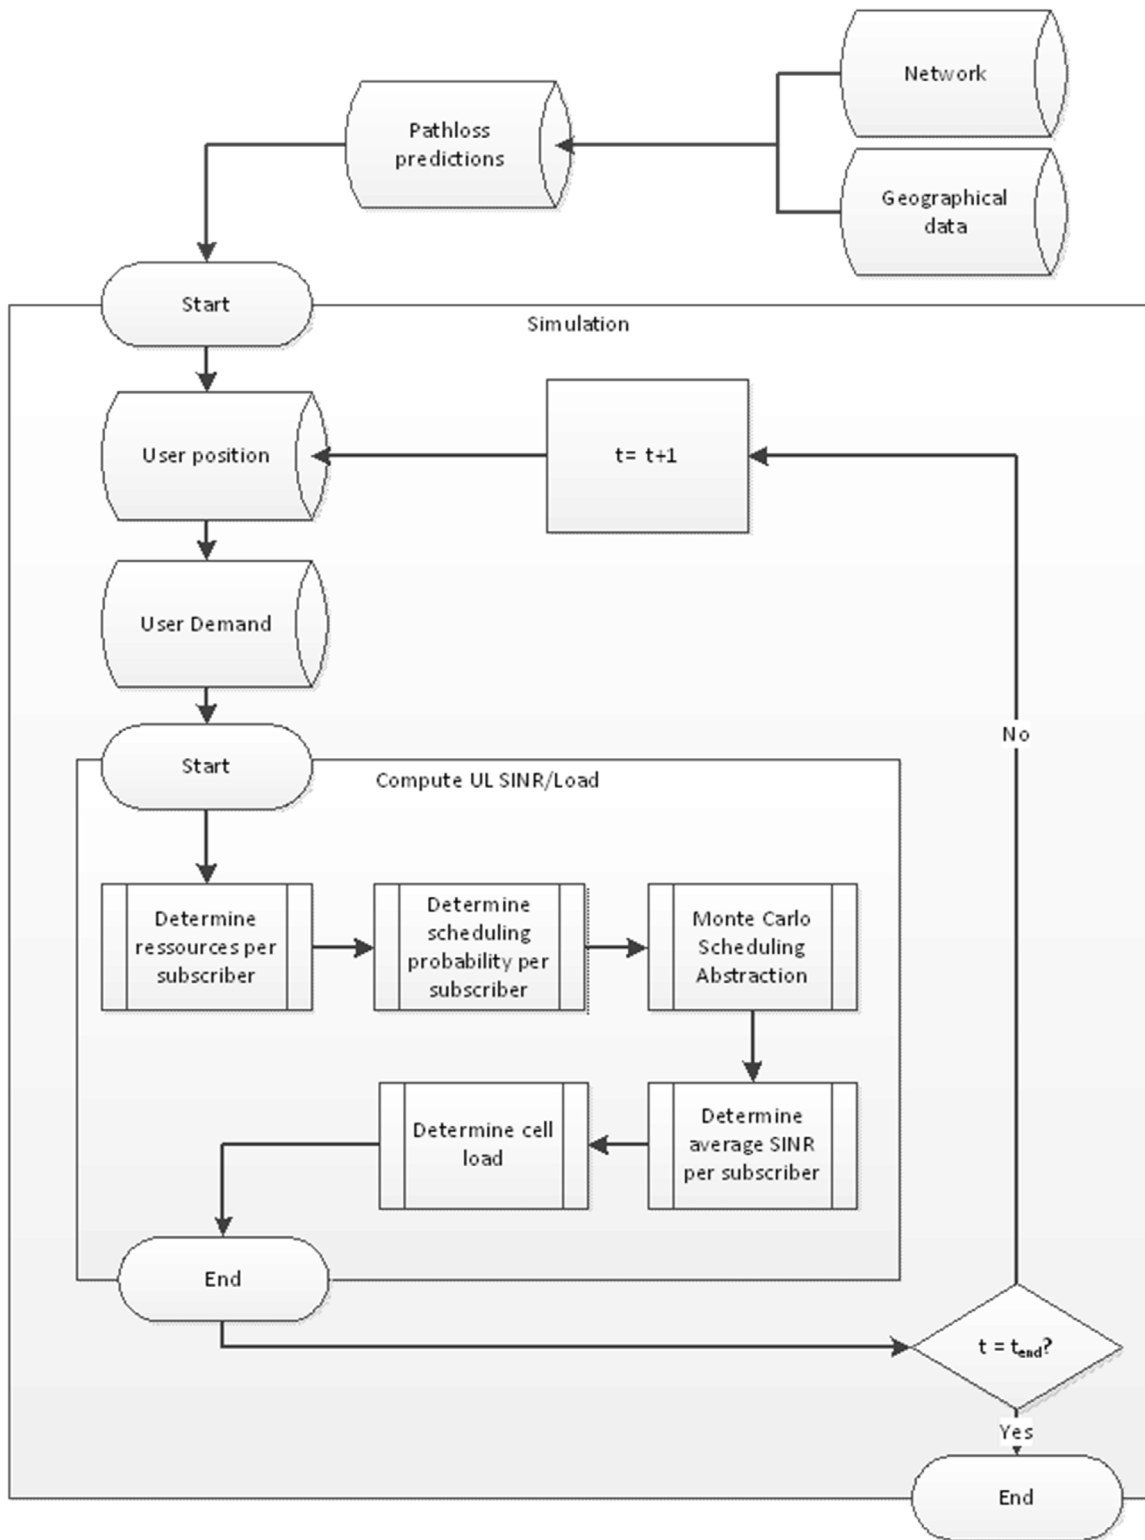 Network
Pathloss
predictions
Geographical
data
Start
Simulation
User position
t= t+1
User Demand
No
Start
Compute UL SINR/Load
Determine
ressources per
subscriber
Determine
scheduling
probability per
subscriber
Monte Carlo
Scheduling
Abstraction
Determine cell
load
Determine
average SINR
per subscriber
End
t = tend?
Yes
End